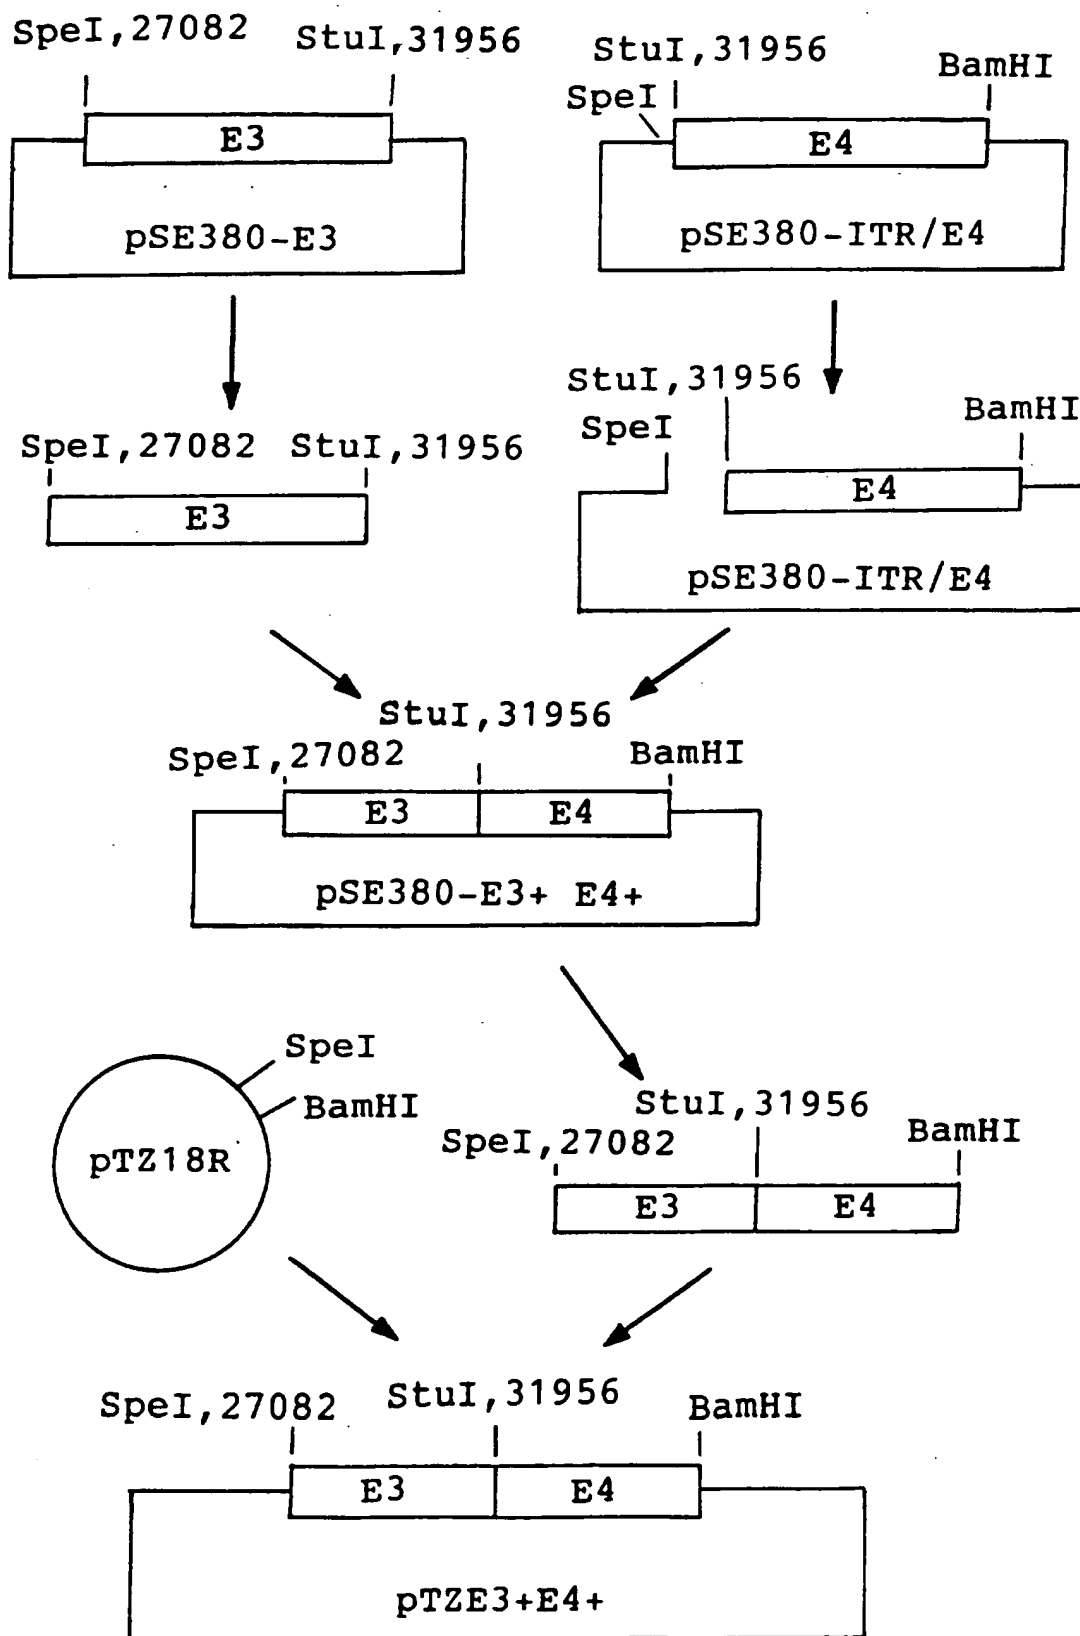 SpeI,27082 StuI,31956
E3
pSE380-E3
StuI,31956
BamHI
SpeI
E4
pSE380-ITR/E4
SpeI,27082 StuI,31956
E3
StuI,31956
BamHI
SpeI
E4
pSE380-ITR/E4
StuI,31956
SpeI,27082 BamHI
E3 E4
pSE380-E3+ E4+
SpeI
BamHI
pTZ18R
StuI,31956
SpeI,27082 BamHI
E3 E4
SpeI,27082 StuI,31956 BamHI
E3 E4
pTZE3+E4+